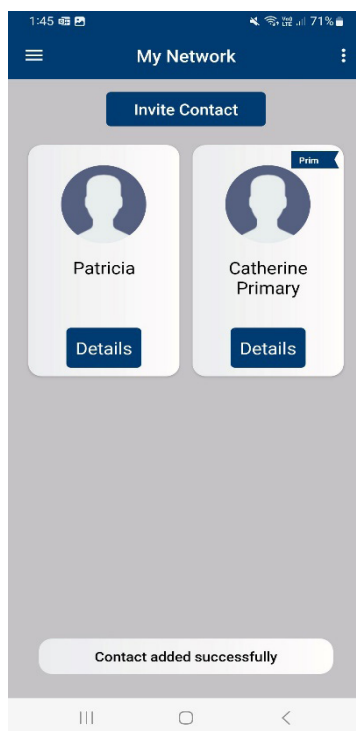 1:45 71%
My Network
Invite Contact
Prim
Patricia
Catherine
Primary
Details Details
Contact added successfully